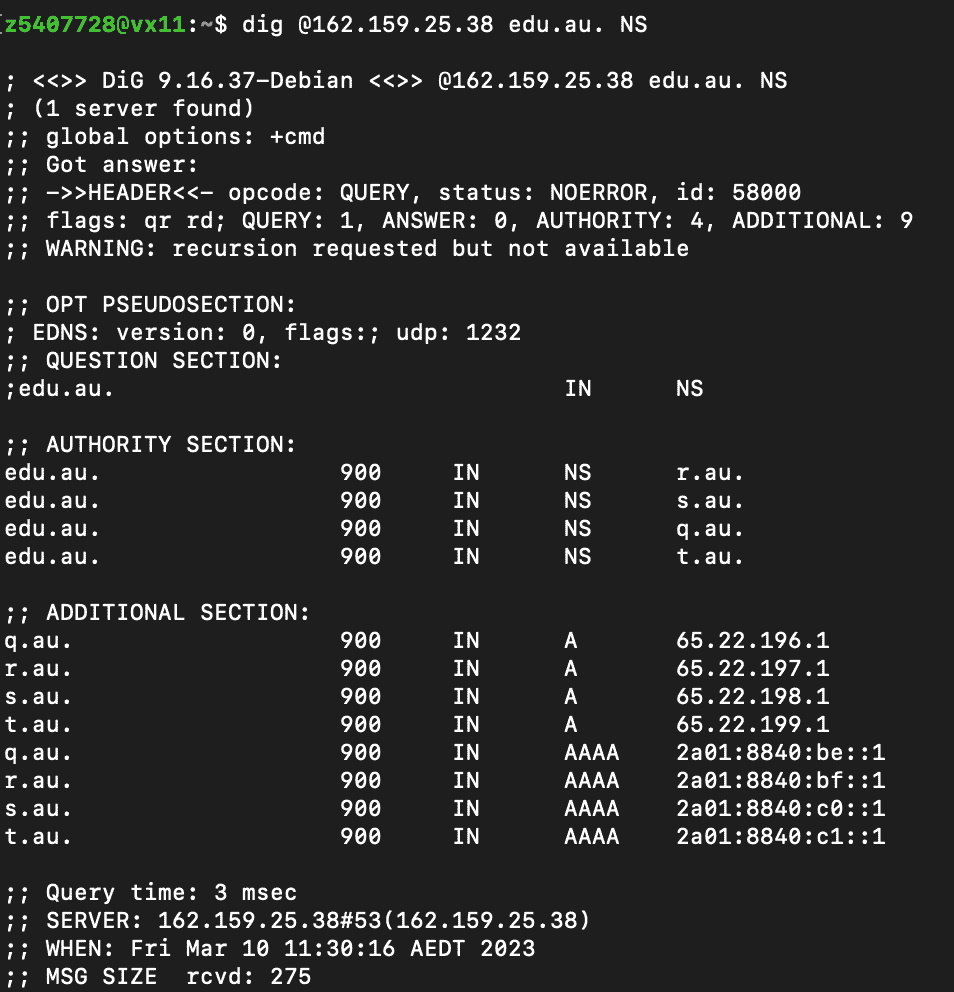 z5407728@vx11:~$ dig @162.159.25.38 edu.au. NS
; <<>> DiG 9.16.37-Debian <<>> @162.159.25.38 edu.au. NS
; (1 server found)
;; global options: +cmd
;; Got answer:
;; ->>HEADER<<- opcode: QUERY, status: NOERROR, id: 58000
;; flags: qr rd; QUERY: 1, ANSWER: 0, AUTHORITY: 4, ADDITIONAL: 9
;; WARNING: recursion requested but not available
;; OPT PSEUDOSECTION:
; EDNS: version: 0, flags:; udp: 1232
;; QUESTION SECTION:
;edu.au. IN NS
;; AUTHORITY SECTION:
edu.au. 900 IN NS r.au.
edu.au. 900 IN NS s.au.
edu.au. 900 IN NS q.au.
edu.au. 900 IN NS t.au.
;; ADDITIONAL SECTION:
q.au. 900 IN A 65.22.196.1
r.au. 900 IN A 65.22.197.1
s.au. 900 IN A 65.22.198.1
t.au. 900 IN A 65.22.199.1
q.au. 900 IN AAAA 2a01:8840:be::1
r.au. 900 IN AAAA 2a01:8840:bf::1
s.au. 900 IN AAAA 2a01:8840:c0::1
t.au. 900 IN AAAA 2a01:8840:c1::1
;; Query time: 3 msec
;; SERVER: 162.159.25.38#53(162.159.25.38)
;; WHEN: Fri Mar 10 11:30:16 AEDT 2023
;; MSG SIZE rcvd: 275